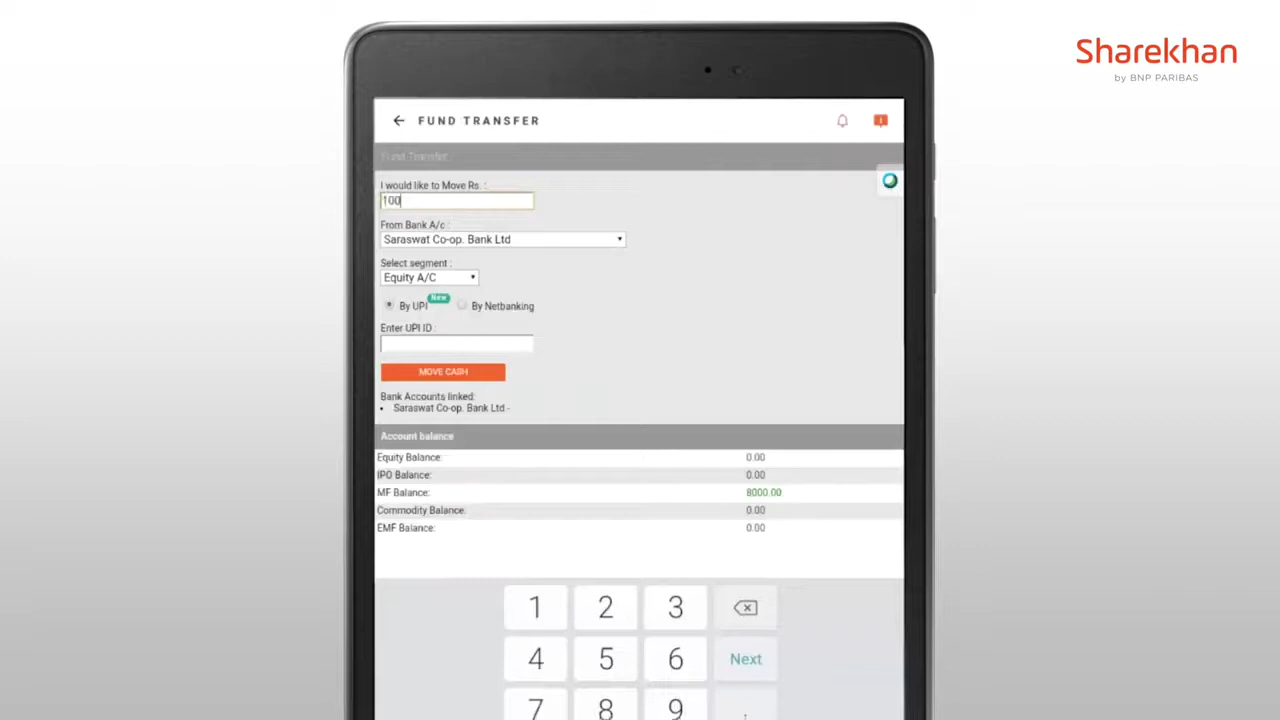 Sharekhan
by BNP PARIBAS
FUND TRANSFER
Fund Transfer
I would like to Move Rs. :
100
From Bank A/c :
Saraswat Co-op. Bank Ltd
Select segment :
Equity A/C
By UPI New By Netbanking
Enter UPI ID :
MOVE CASH
Bank Accounts linked:
• Saraswat Co-op. Bank Ltd -
Account balance
Equity Balance: 0.00
IPO Balance: 0.00
MF Balance: 8000.00
Commodity Balance: 0.00
EMF Balance: 0.00
1 2 3
4 5 6 Next
7 8 9 .